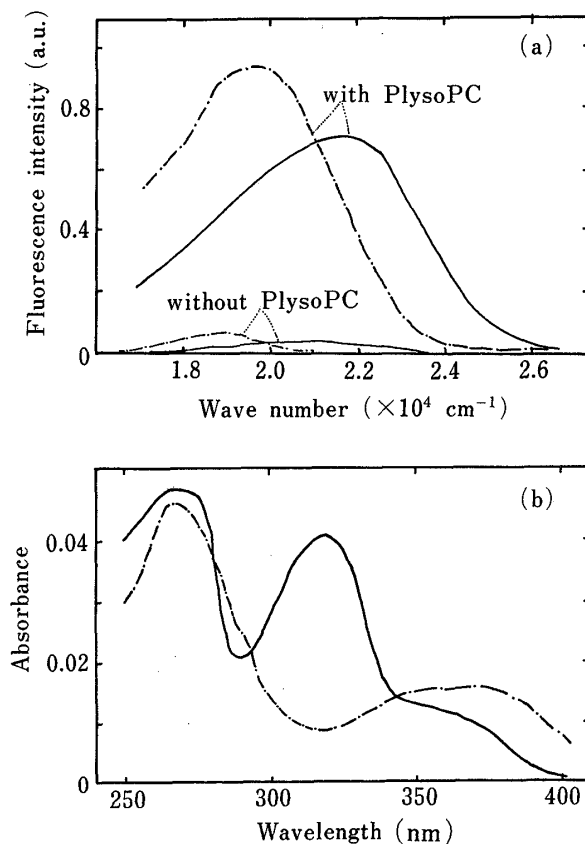 (a)
Fluorescence intensity (a.u.)
0.8
0.4
0
with PlysoPC
without PlysoPC
1.8 2.0 2.2 2.4 2.6
Wave number (×10⁴ cm⁻¹)
(b)
Absorbance
0.04
0.02
0
250 300 350 400
Wavelength (nm)